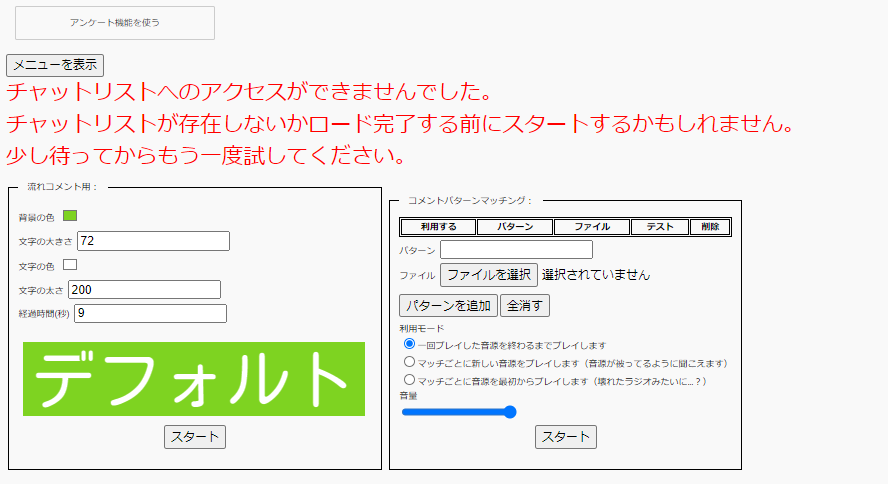 アンケート機能を使う
メニューを表示
チャットリストへのアクセスができませんでした。
チャットリストが存在しないかロード完了する前にスタートするかもしれません。
少し待ってからもう一度試してください。
流れコメント用：
背景の色
文字の大きさ 72
文字の色
文字の太さ 200
経過時間(秒) 9
デフォルト
スタート
コメントパターンマッチング：
利用する パターン ファイル テスト 削除
パターン
ファイル ファイルを選択 選択されていません
パターンを追加 全消す
利用モード
一回プレイした音源を終わるまでプレイします
マッチごとに新しい音源をプレイします（音源が被ってるように聞こえます）
マッチごとに音源を最初からプレイします（壊れたラジオみたいに...？）
音量
スタート